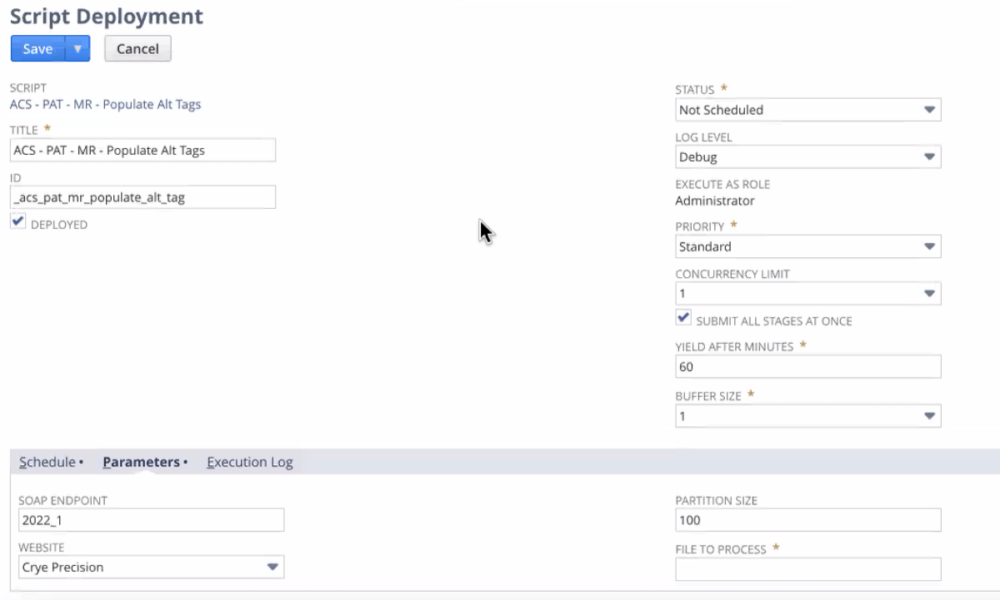 Script Deployment
Save
Cancel
SCRIPT
ACS - PAT - MR - Populate Alt Tags
TITLE *
ACS - PAT - MR - Populate Alt Tags
ID
_acs_pat_mr_populate_alt_tag
DEPLOYED
STATUS *
Not Scheduled
LOG LEVEL
Debug
EXECUTE AS ROLE
Administrator
PRIORITY *
Standard
CONCURRENCY LIMIT
1
SUBMIT ALL STAGES AT ONCE
YIELD AFTER MINUTES *
60
BUFFER SIZE *
1
Schedule • Parameters • Execution Log
SOAP ENDPOINT
2022_1
WEBSITE
Crye Precision
PARTITION SIZE
100
FILE TO PROCESS *